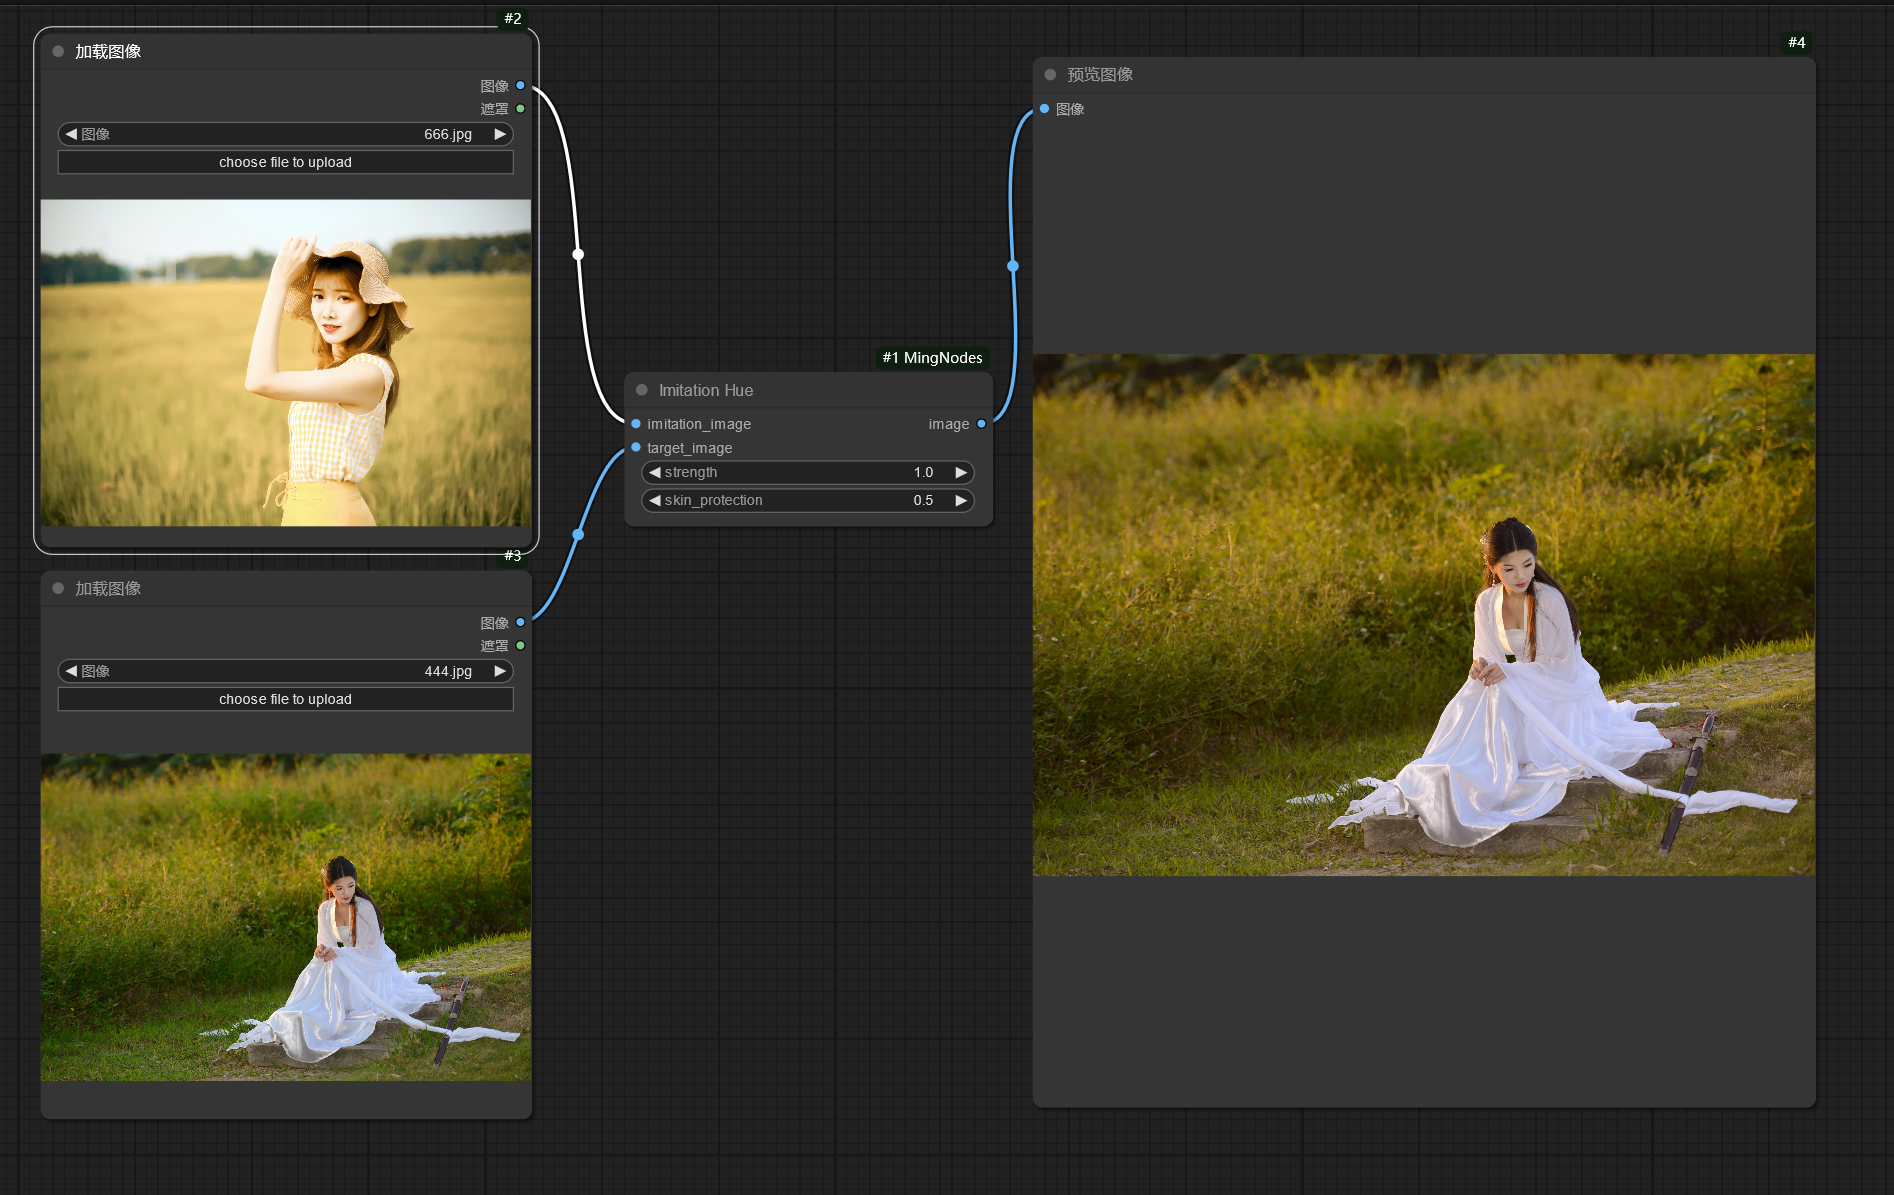 #2
加载图像
图像
遮罩
图像 666.jpg
choose file to upload
#3
加载图像
图像
遮罩
图像 444.jpg
choose file to upload
#1 MingNodes
Imitation Hue
imitation_image image
target_image
strength 1.0
skin_protection 0.5
#4
预览图像
图像